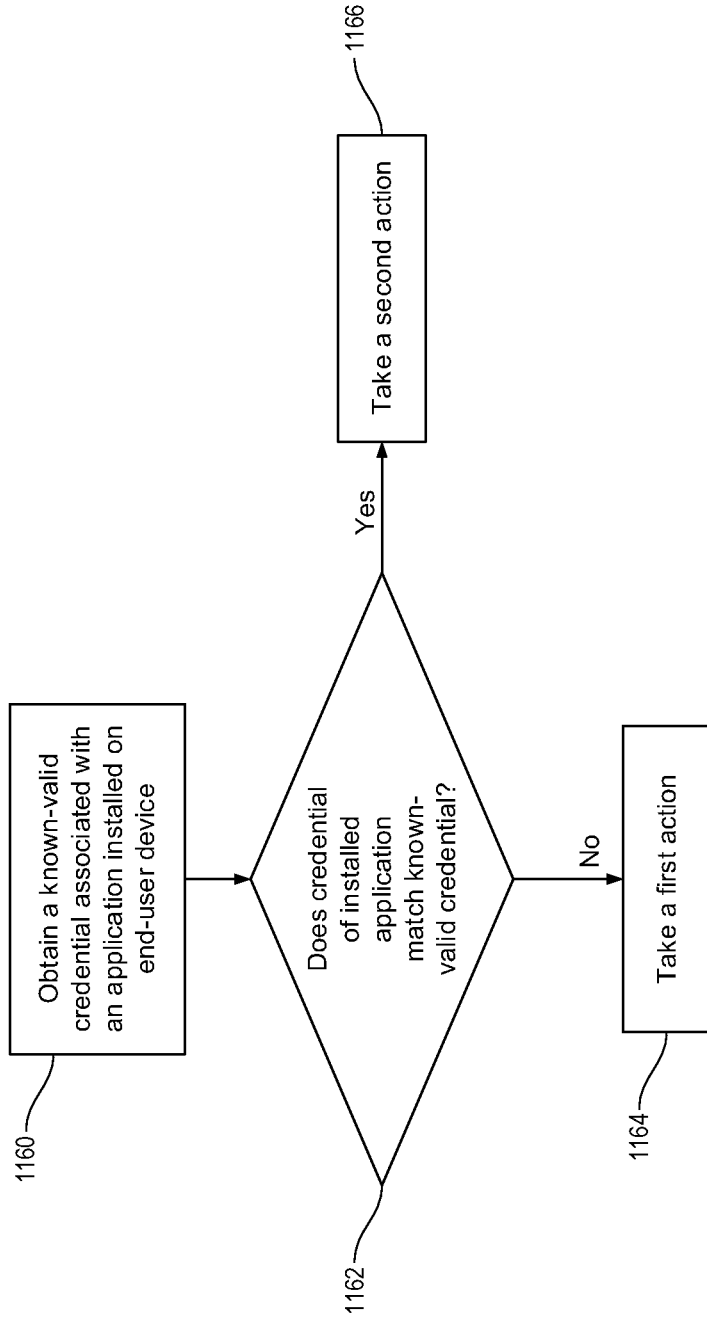 1160
Obtain a known-valid
credential associated with
an application installed on
end-user device
1162
Does credential
of installed
application
match known-
valid credential?
Yes
1166
Take a second action
No
1164
Take a first action